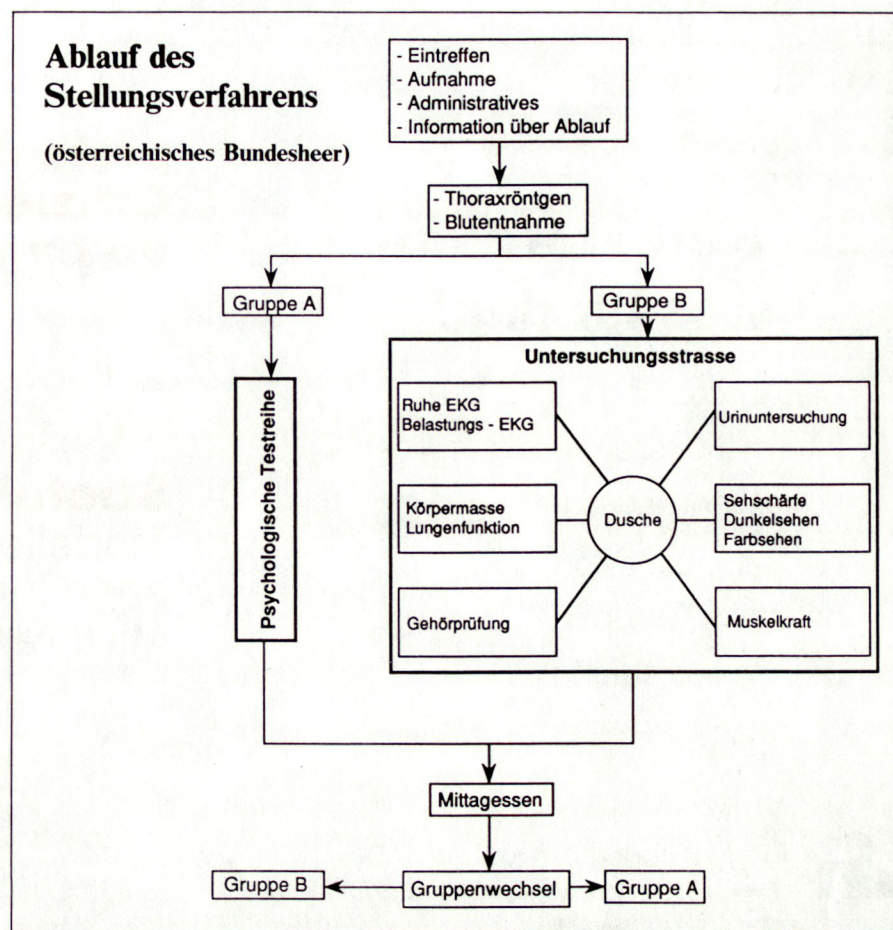 Ablauf des
Stellungsverfahrens
(österreichisches Bundesheer)
- Eintreffen
- Aufnahme
- Administratives
- Information über Ablauf
- Thoraxröntgen
- Blutentnahme
Gruppe A
Gruppe B
Psychologische Testreihe
Untersuchungsstrasse
Ruhe EKG
Belastungs - EKG
Urinuntersuchung
Körpermasse
Lungenfunktion
Dusche
Sehschärfe
Dunkelsehen
Farbsehen
Gehörprüfung
Muskelkraft
Mittagessen
Gruppe B
Gruppenwechsel
Gruppe A